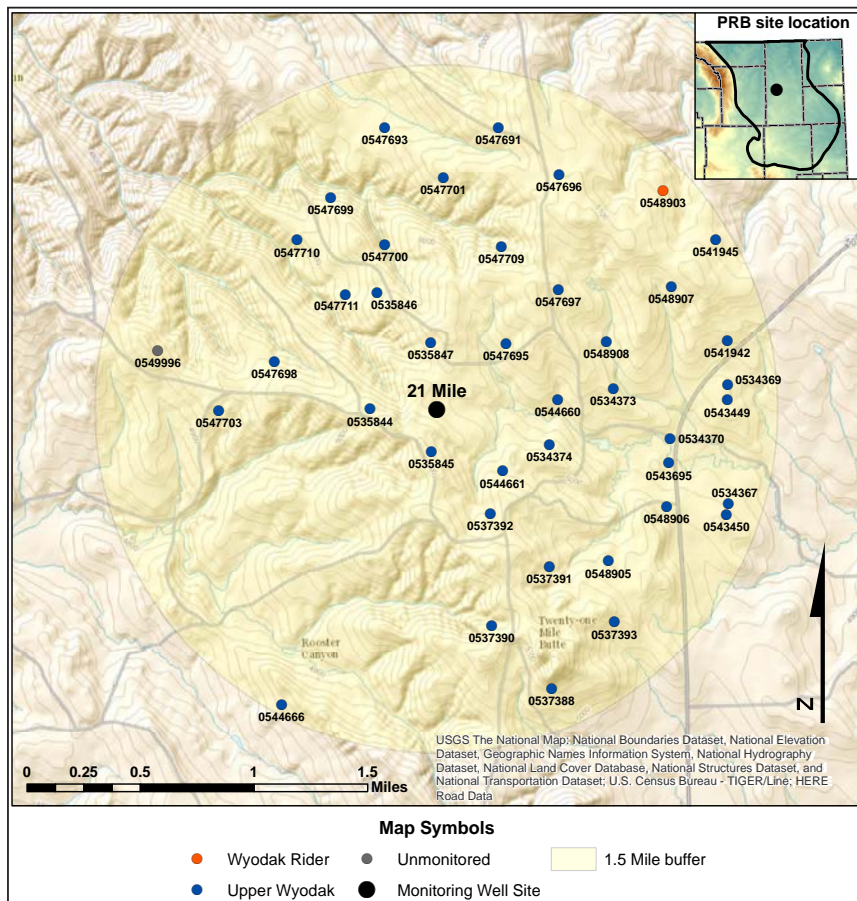 PRB site location
0547693
0547691
0547701
0547696
0548903
0547699
0547710
0547700
0547709
0541945
0547711
0535846
0547697
0548907
0549996
0547698
0535847
0547695
0548908
0541942
0534369
21 Mile
0534373
0543449
0547703
0535844
0544660
0534370
0535845
0534374
0543695
0544661
0534367
0537392
0548906
0543450
0537391
0548905
Rooster
Canyon
0537390
Twenty-one
Mile
Butte
0537393
0544666
0537388
N
USGS The National Map: National Boundaries Dataset, National Elevation
Dataset, Geographic Names Information System, National Hydrography
Dataset, National Land Cover Database, National Structures Dataset, and
National Transportation Dataset; U.S. Census Bureau - TIGER/Line; HERE
Road Data
0 0.25 0.5 1 1.5
Miles
Map Symbols
Wyodak Rider
Unmonitored
1.5 Mile buffer
Upper Wyodak
Monitoring Well Site